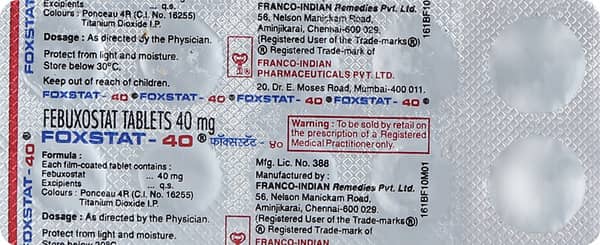 Excipients ... q.s.
Colours : Ponceau 4R (C.I. No. 16255)
Titanium Dioxide I.P.
Dosage : As directed by the Physician.
Protect from light and moisture.
Store below 30°C.
Keep out of reach of children.
FRANCO-INDIAN Remedies Pvt. Ltd.
56, Nelson Manickam Road,
Aminjikarai, Chennai-600 029.
(Registered User of the Trade-marks®)
® Registered Trade-mark of
FRANCO-INDIAN
PHARMACEUTICALS PVT. LTD.
20, Dr. E. Moses Road, Mumbai-400 011.
161BF10
FOXSTAT
FOXSTAT - 40® FOXSTAT - 40® FOXSTAT - 40® FOXSTAT - 40®
FEBUXOSTAT TABLETS 40 mg
FOXSTAT - 40® फॉक्सस्टॅट - ४०
Warning : To be sold by retail on
the prescription of a Registered
Medical Practitioner only.
Formula :
Each film-coated tablet contains :
Febuxostat ... 40 mg
Excipients ... q.s.
Colours : Ponceau 4R (C.I. No. 16255)
Titanium Dioxide I.P.
Dosage : As directed by the Physician.
Protect from light and moisture.
Store below 30°C.
Mfg. Lic. No. 388
Manufactured by :
FRANCO-INDIAN Remedies Pvt. Ltd.
56, Nelson Manickam Road,
Aminjikarai, Chennai-600 029.
(Registered User of the Trade-marks®)
® Registered Trade-mark of
FRANCO-INDIAN
161BF10M01
FOXSTAT - 40®